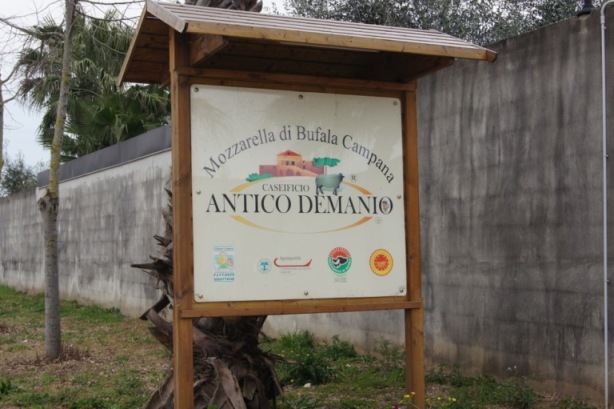 Mozzarella di Bufala Campana
®
CASEIFICIO
ANTICO DEMANIO